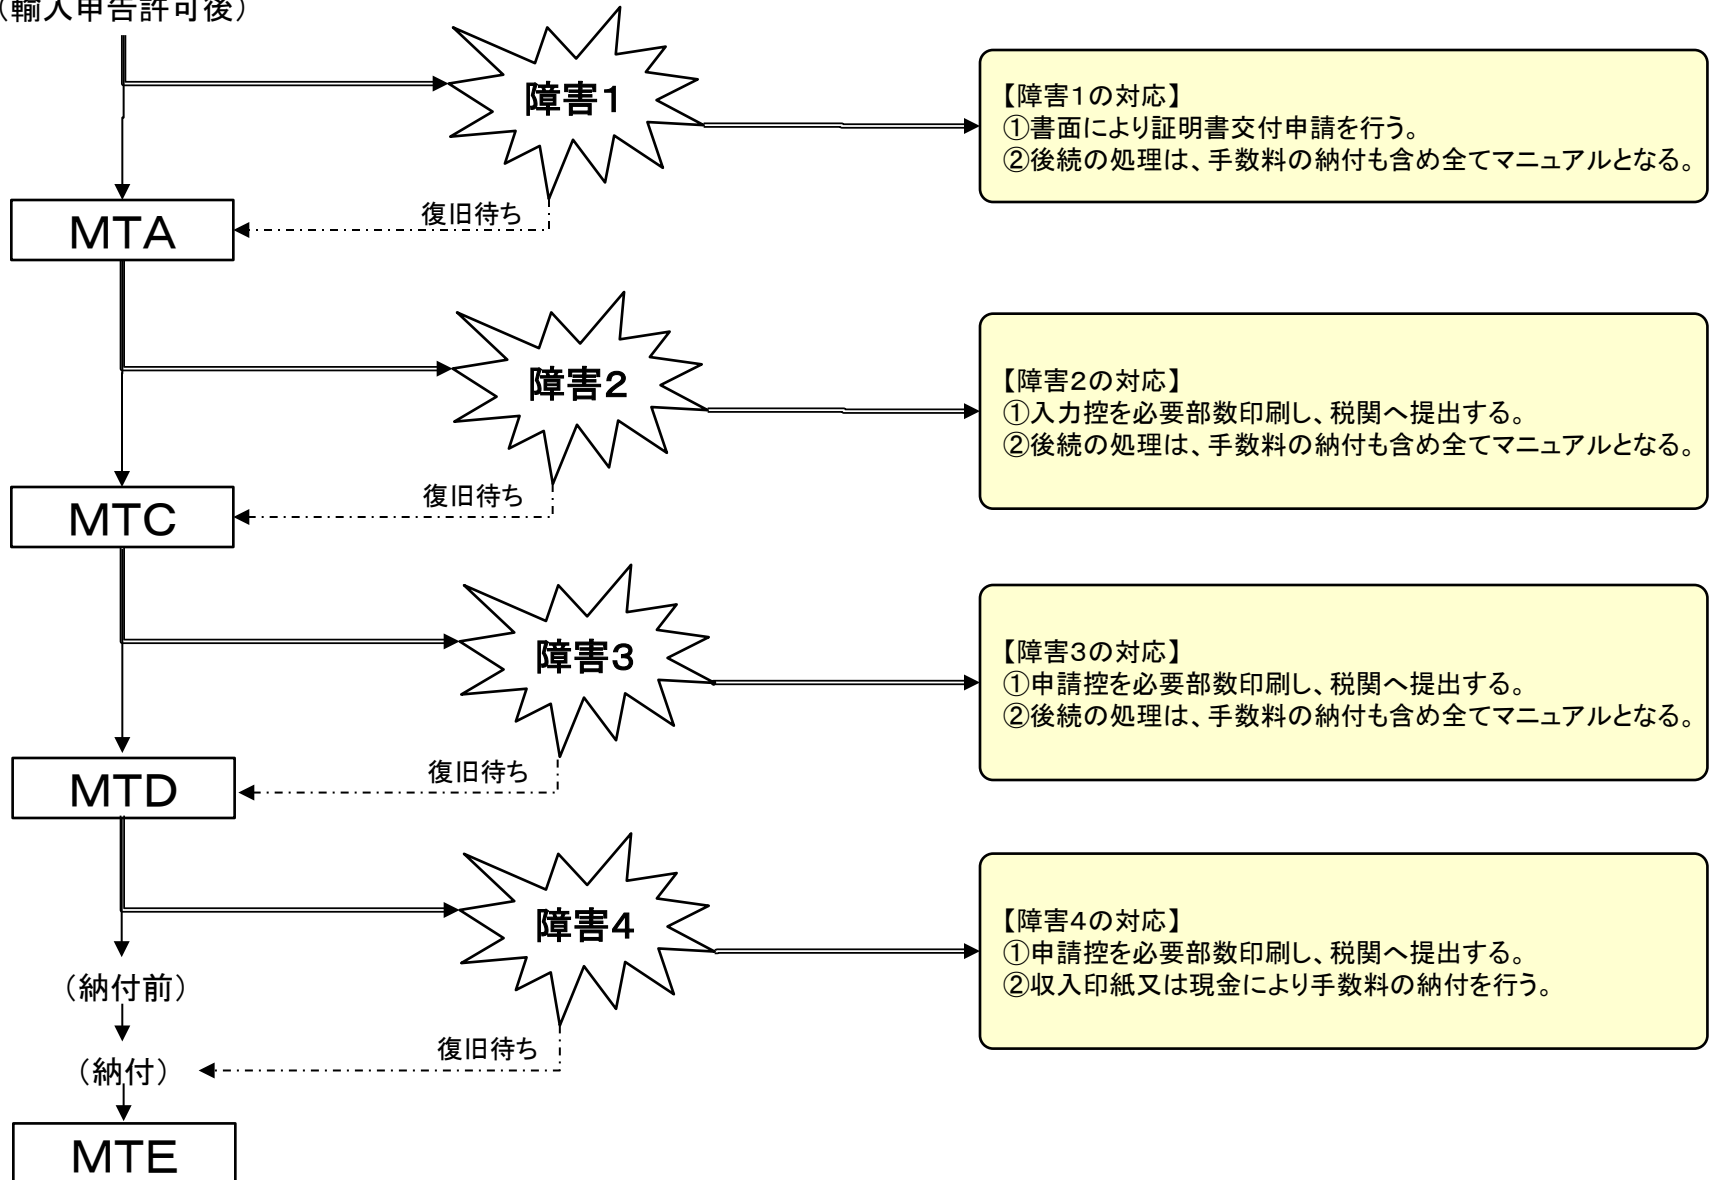 （輸入申告許可後）
障害１
【障害１の対応】
①書面により証明書交付申請を行う。
②後続の処理は、手数料の納付も含め全てマニュアルとなる。
復旧待ち
ＭＴＡ
障害２
【障害２の対応】
①入力控を必要部数印刷し、税関へ提出する。
②後続の処理は、手数料の納付も含め全てマニュアルとなる。
復旧待ち
ＭＴＣ
障害３
【障害３の対応】
①申請控を必要部数印刷し、税関へ提出する。
②後続の処理は、手数料の納付も含め全てマニュアルとなる。
復旧待ち
ＭＴＤ
障害４
【障害４の対応】
①申請控を必要部数印刷し、税関へ提出する。
②収入印紙又は現金により手数料の納付を行う。
（納付前）
復旧待ち
（納付）
ＭＴＥ